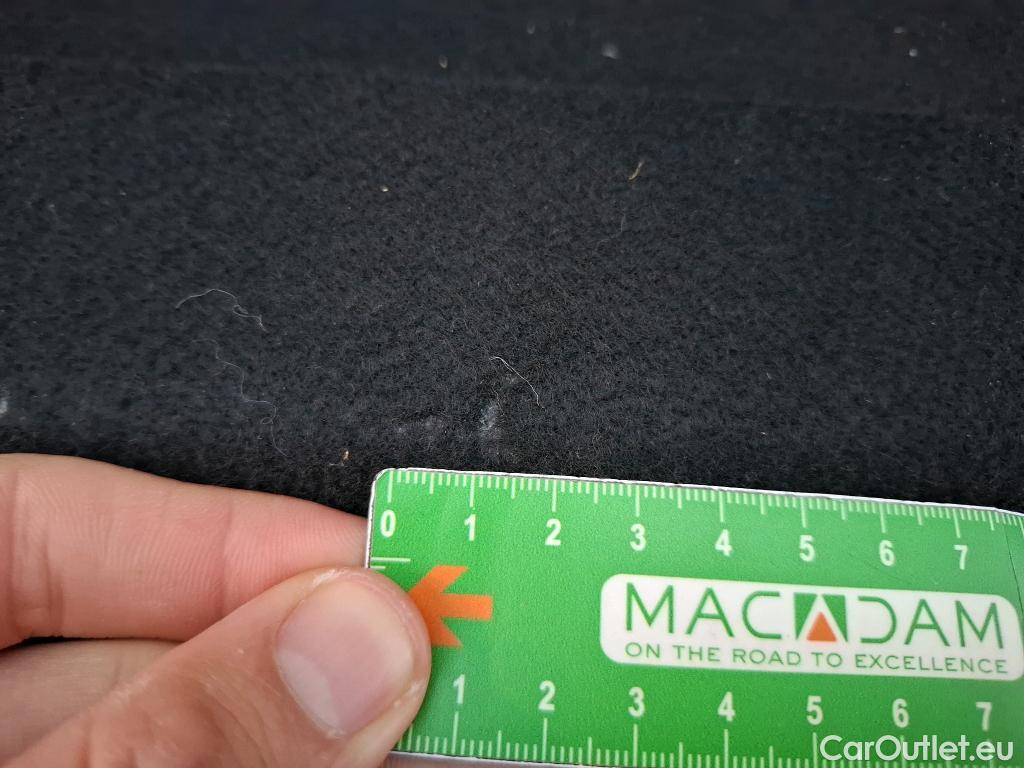 0 1 2 3 4 5 6 7
MACADAM
ON THE ROAD TO EXCELLENCE
1 2 3 4 5 6 7
CarOutlet.eu